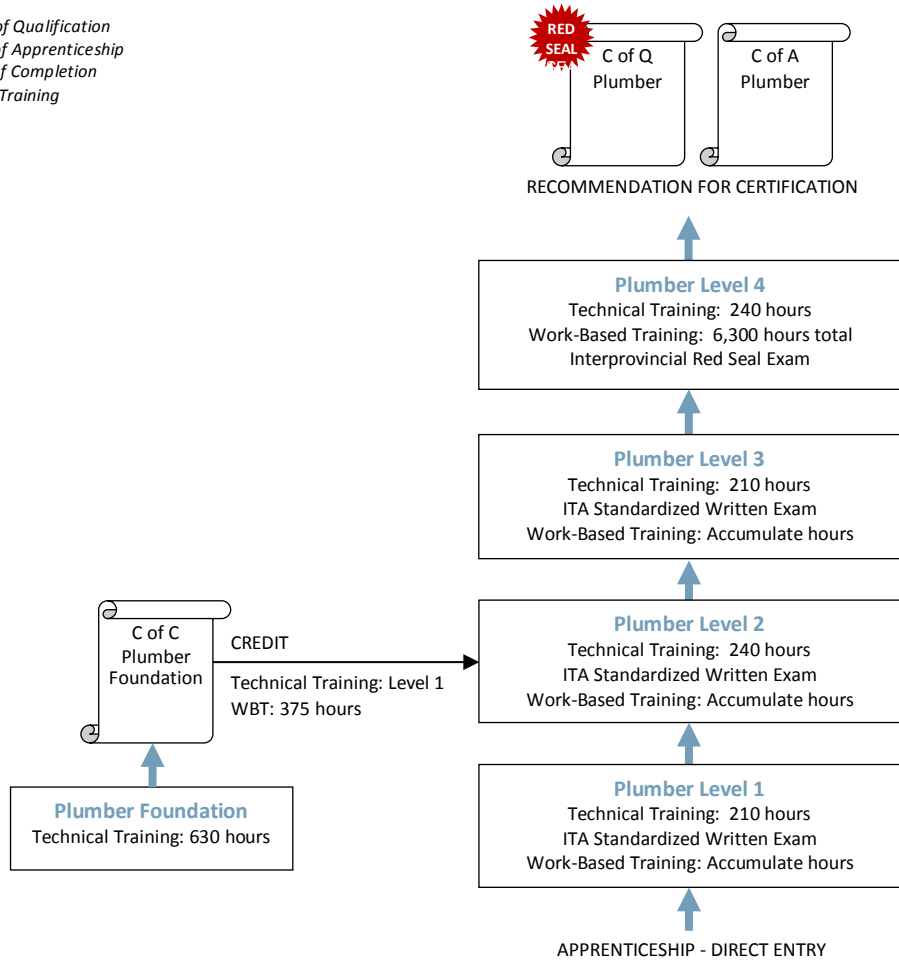 of Qualification
of Apprenticeship
of Completion
Training
RED
SEAL
C of Q
Plumber
C of A
Plumber
RECOMMENDATION FOR CERTIFICATION
Plumber Level 4
Technical Training: 240 hours
Work-Based Training: 6,300 hours total
Interprovincial Red Seal Exam
Plumber Level 3
Technical Training: 210 hours
ITA Standardized Written Exam
Work-Based Training: Accumulate hours
C of C
Plumber
Foundation
CREDIT
Technical Training: Level 1
WBT: 375 hours
Plumber Level 2
Technical Training: 240 hours
ITA Standardized Written Exam
Work-Based Training: Accumulate hours
Plumber Foundation
Technical Training: 630 hours
Plumber Level 1
Technical Training: 210 hours
ITA Standardized Written Exam
Work-Based Training: Accumulate hours
APPRENTICESHIP - DIRECT ENTRY